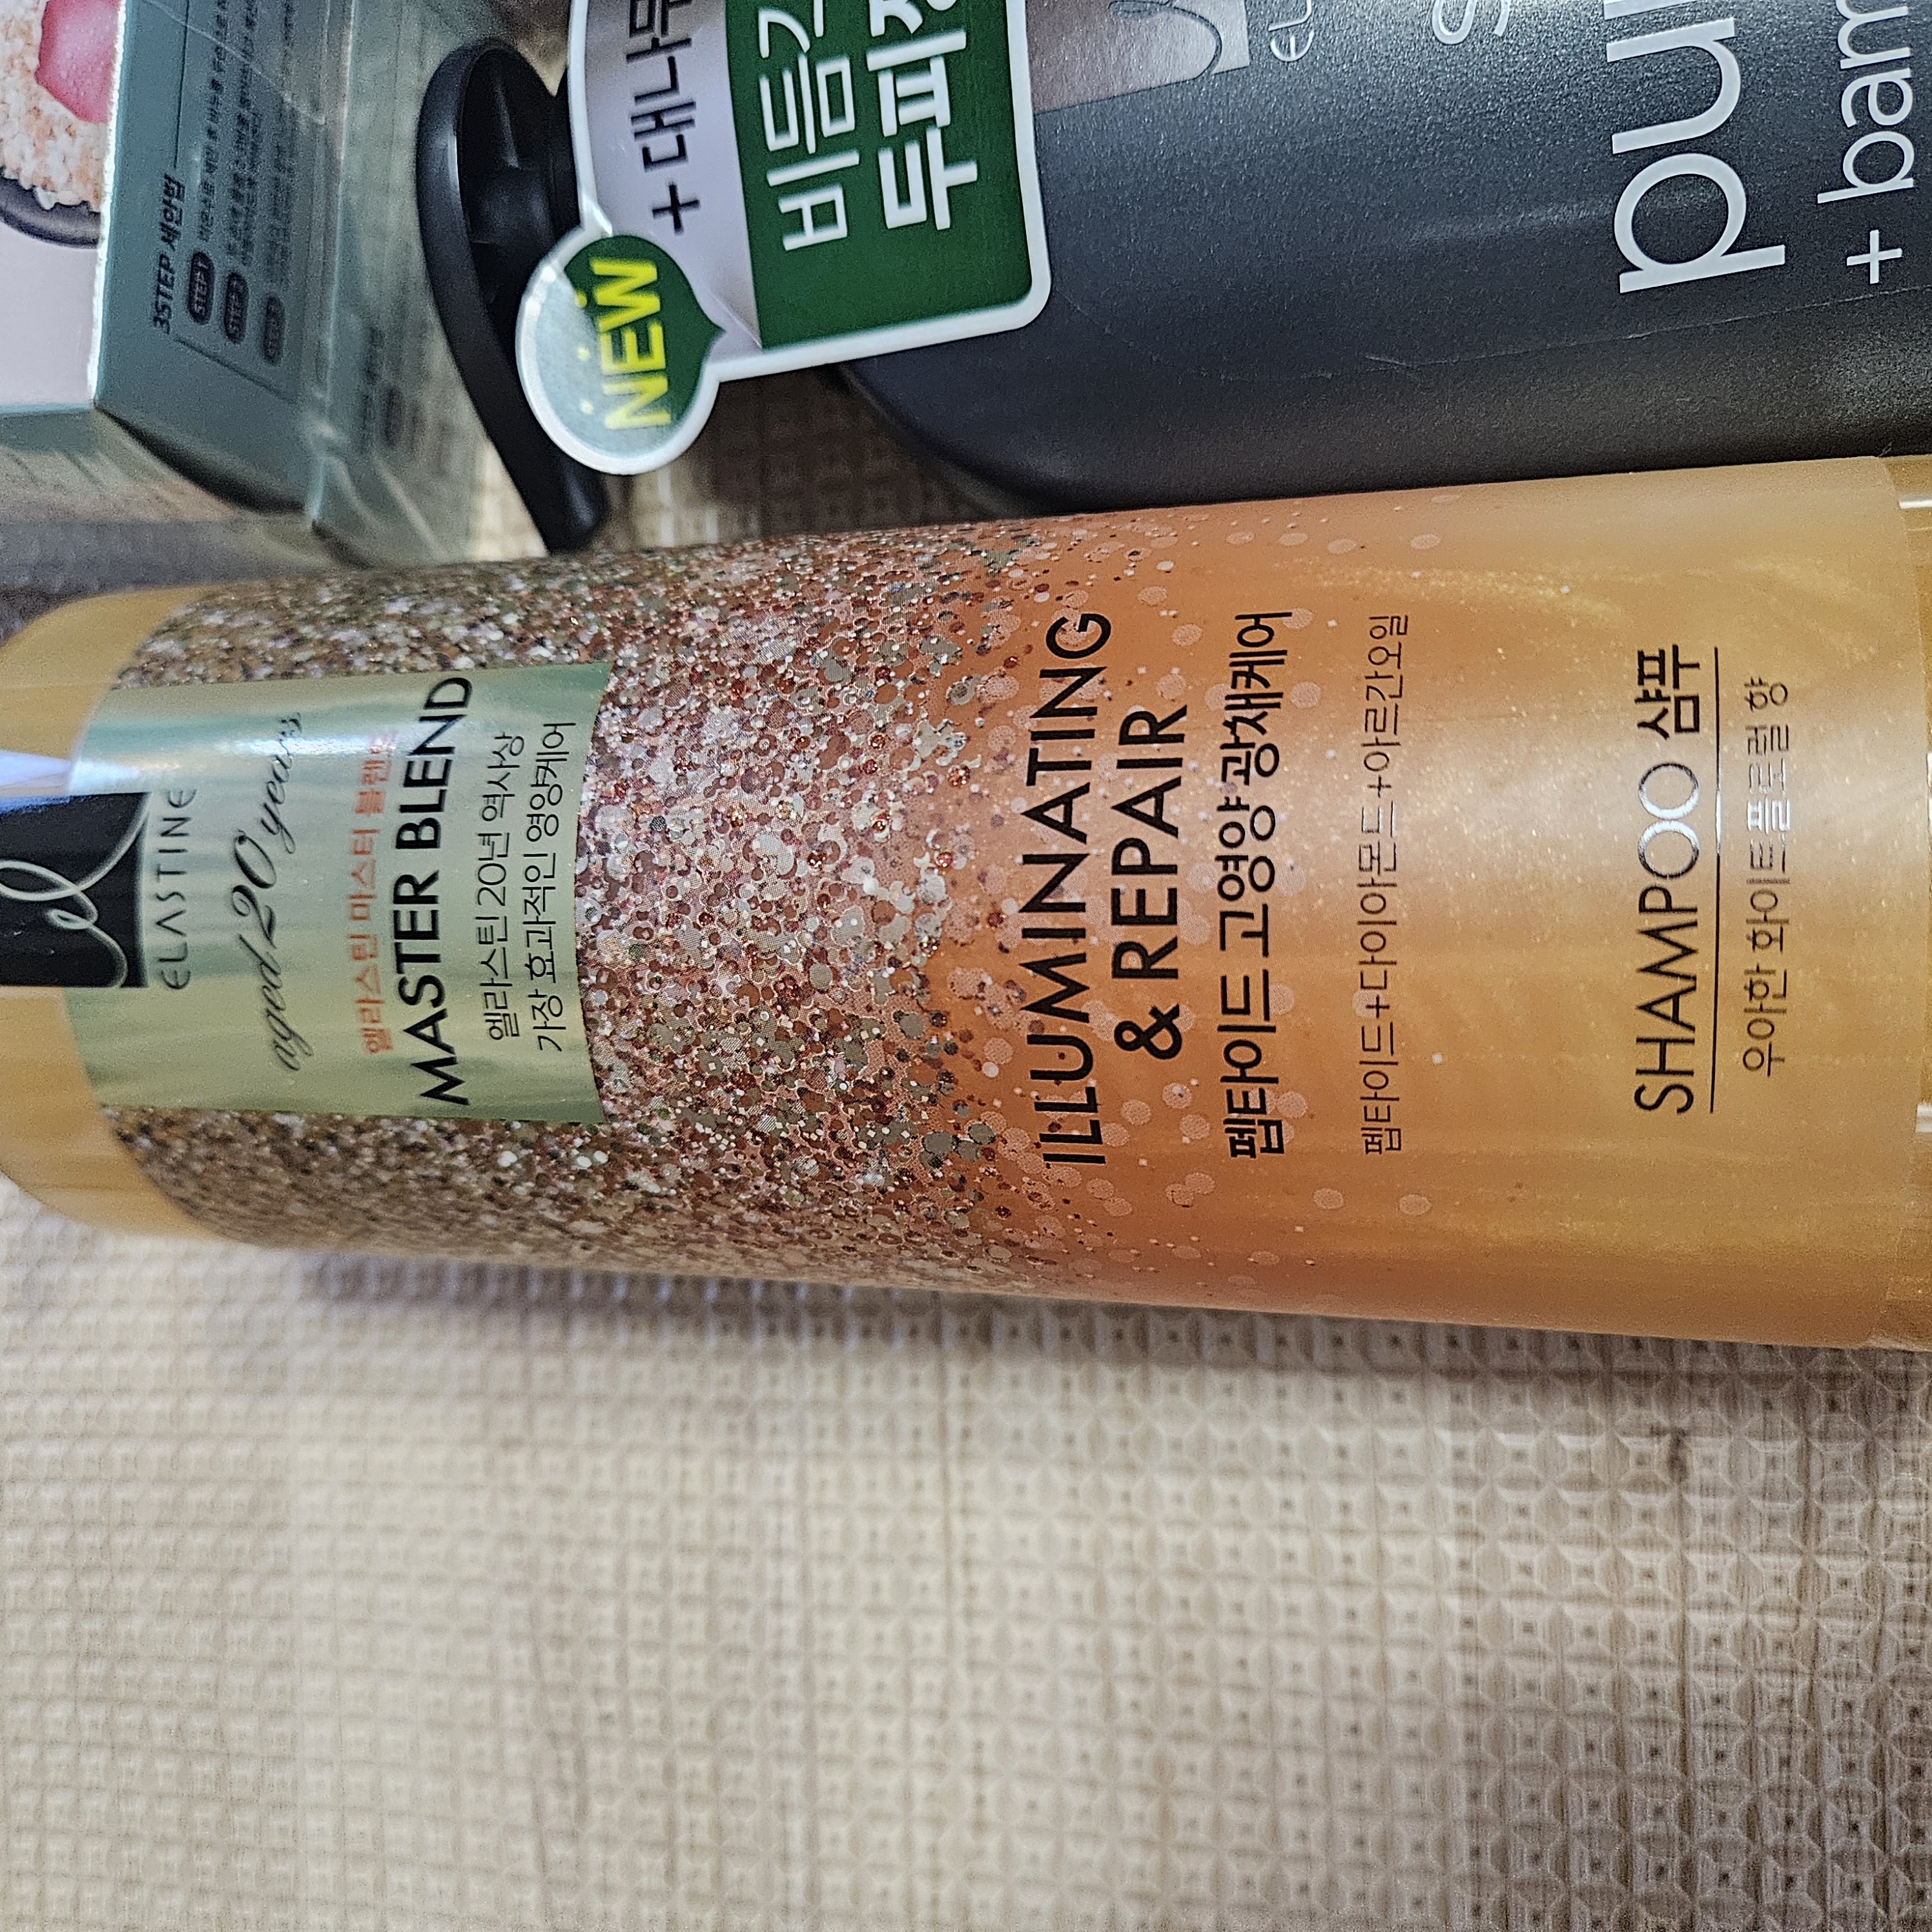 ELASTINE
aged 20 years
엘라스틴 마스터 블렌드
MASTER BLEND
엘라스틴 20년 역사상
가장 효과적인 영양케어
ILLUMINATING
& REPAIR
펩타이드 고영양 광채케어
펩타이드+다이아몬드+아르간오일
SHAMPOO 샴푸
우아한 화이트플로럴 향
3STEP 세안법
STEP1
NEW
+ 대나무
비듬
두피